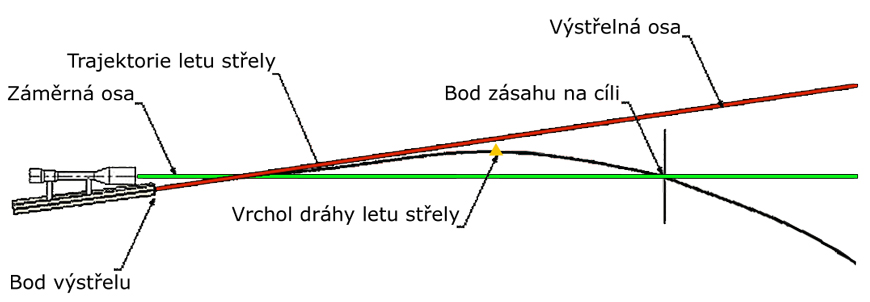 Výstřelná osa
Trajektorie letu střely
Záměrná osa
Bod zásahu na cíli
Vrchol dráhy letu střely
Bod výstřelu